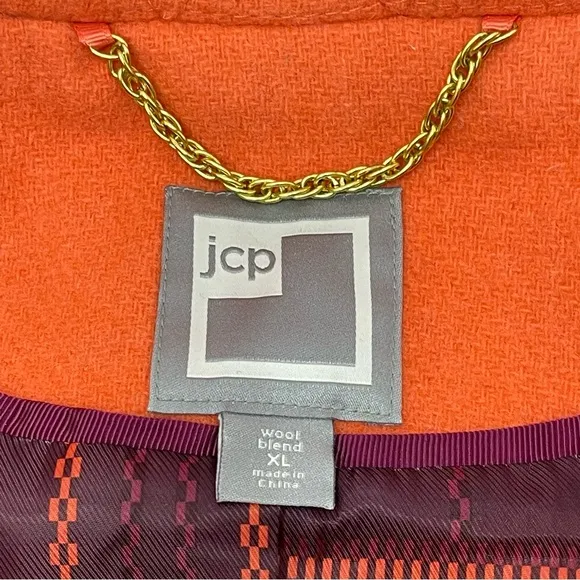 jcp
wool
blend
XL
made in
China